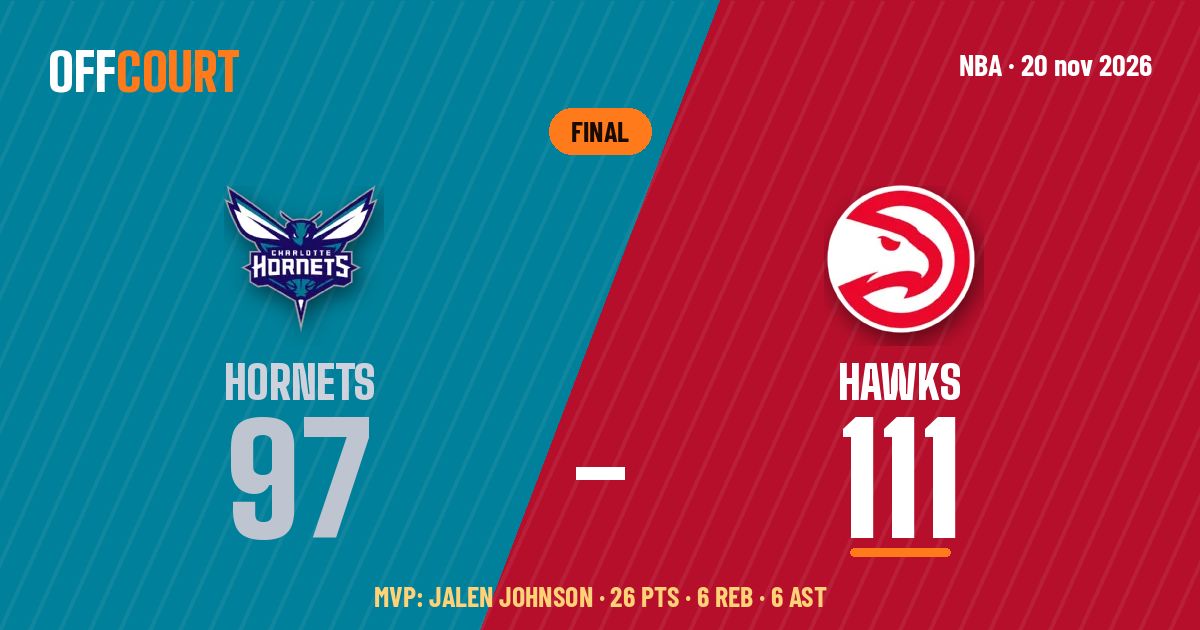 OFFCOURT
NBA · 20 nov 2026
FINAL
CHARLOTTE
HORNETS
HORNETS
97
–
HAWKS
111
MVP: JALEN JOHNSON · 26 PTS · 6 REB · 6 AST